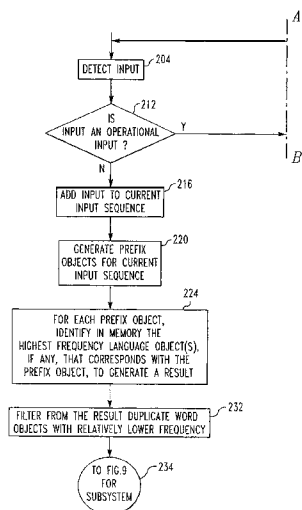 A
DETECT INPUT
204
212
IS
INPUT AN OPERATIONAL
INPUT ?
Y
B
N
216
ADD INPUT TO CURRENT
INPUT SEQUENCE
220
GENERATE PREFIX
OBJECTS FOR CURRENT
INPUT SEQUENCE
224
FOR EACH PREFIX OBJECT,
IDENTIFY IN MEMORY THE
HIGHEST FREQUENCY LANGUAGE OBJECT(S),
IF ANY, THAT CORRESPONDS WITH THE
PREFIX OBJECT, TO GENERATE A RESULT
232
FILTER FROM THE RESULT DUPLICATE WORD
OBJECTS WITH RELATIVELY LOWER FREQUENCY
TO FIG.9
FOR
SUBSYSTEM
234